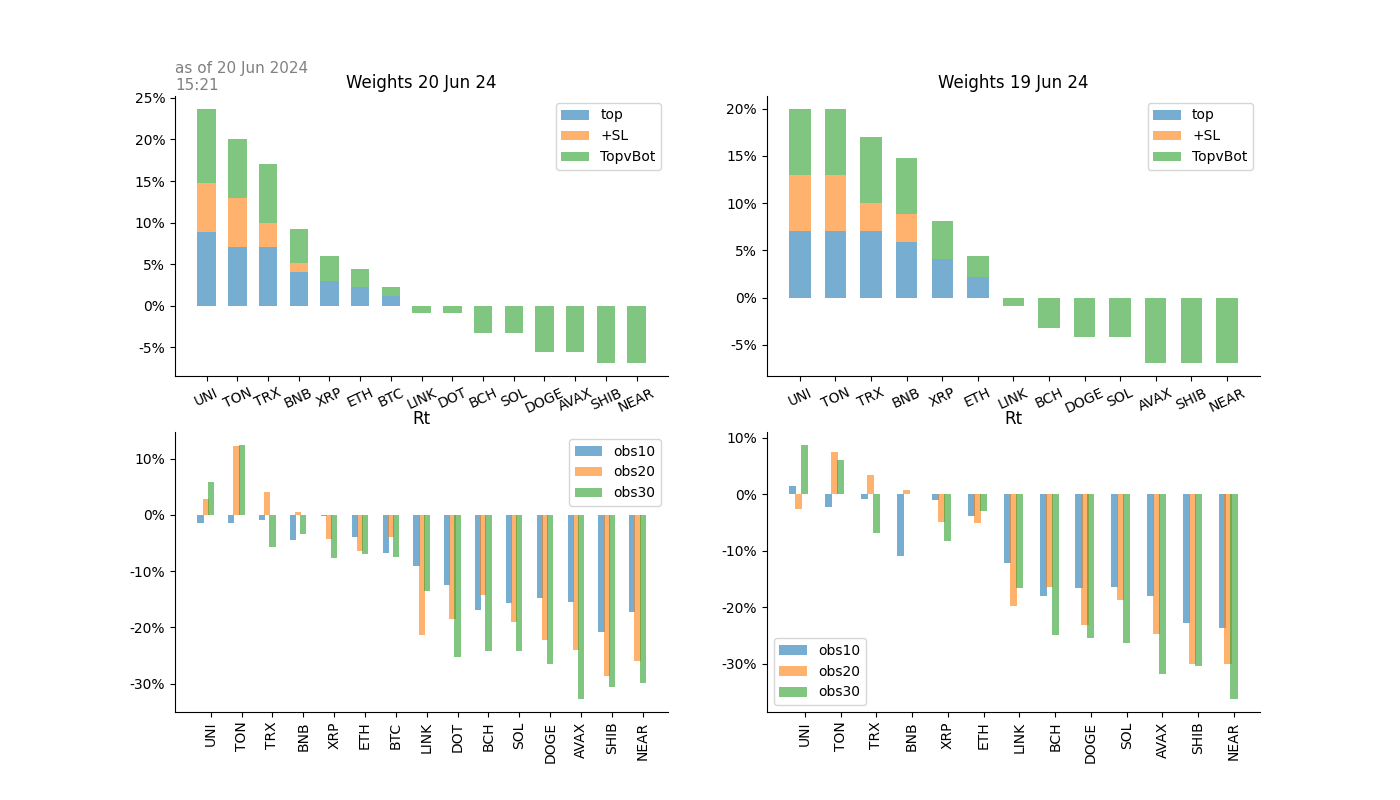 as of 20 Jun 2024
15:21
Weights 20 Jun 24
25%
20%
15%
10%
5%
0%
-5%
top
+SL
TopvBot
UNI TON TRX BNB XRP ETH BTC LINK DOT BCH SOL DOGE AVAX SHIB NEAR
Weights 19 Jun 24
20%
15%
10%
5%
0%
-5%
top
+SL
TopvBot
UNI TON TRX BNB XRP ETH LINK BCH DOGE SOL AVAX SHIB NEAR
Rt
10%
0%
-10%
-20%
-30%
obs10
obs20
obs30
UNI TON TRX BNB XRP ETH BTC LINK DOT BCH SOL DOGE AVAX SHIB NEAR
Rt
10%
0%
-10%
-20%
-30%
obs10
obs20
obs30
UNI TON TRX BNB XRP ETH LINK BCH DOGE SOL AVAX SHIB NEAR